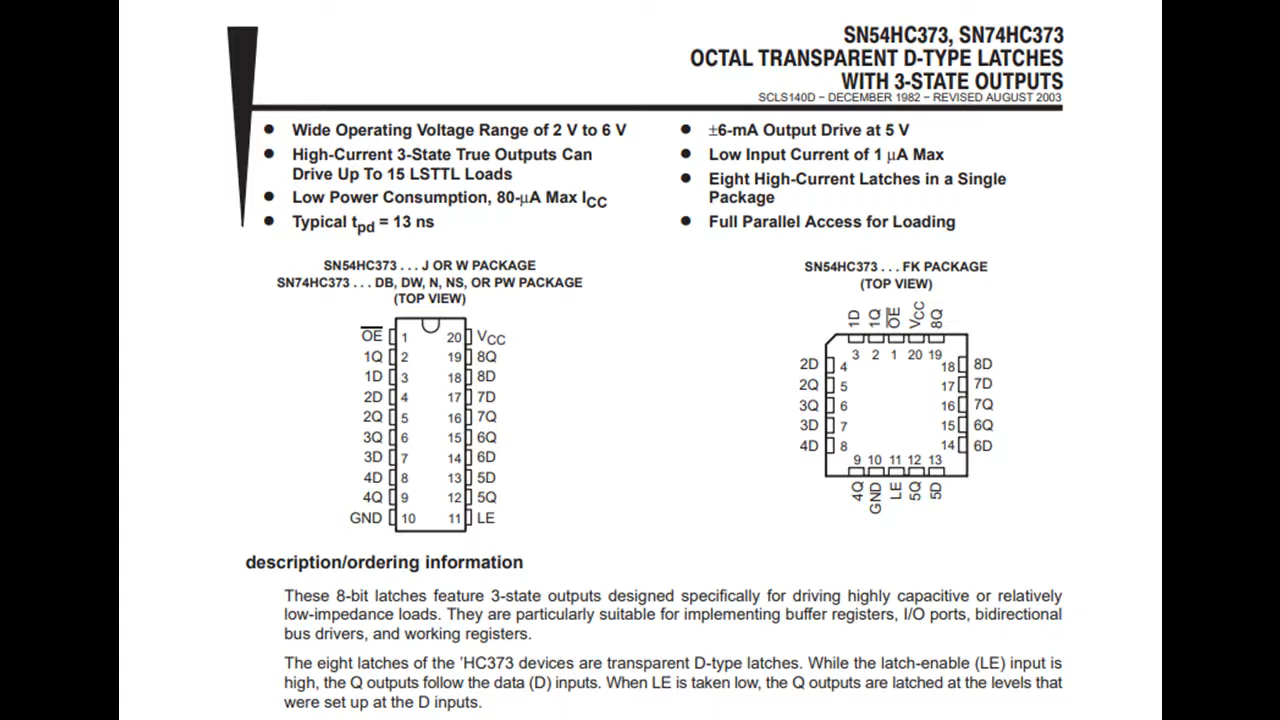 SN54HC373, SN74HC373
OCTAL TRANSPARENT D-TYPE LATCHES
WITH 3-STATE OUTPUTS
SCLS140D − DECEMBER 1982 − REVISED AUGUST 2003
● Wide Operating Voltage Range of 2 V to 6 V
● High-Current 3-State True Outputs Can
Drive Up To 15 LSTTL Loads
● Low Power Consumption, 80-μA Max ICC
● Typical tpd = 13 ns
● ±6-mA Output Drive at 5 V
● Low Input Current of 1 μA Max
● Eight High-Current Latches in a Single
Package
● Full Parallel Access for Loading
SN54HC373 . . . J OR W PACKAGE
SN74HC373 . . . DB, DW, N, NS, OR PW PACKAGE
(TOP VIEW)
OE 1 20 VCC
1Q 2 19 8Q
1D 3 18 8D
2D 4 17 7D
2Q 5 16 7Q
3Q 6 15 6Q
3D 7 14 6D
4D 8 13 5D
4Q 9 12 5Q
GND 10 11 LE
SN54HC373 . . . FK PACKAGE
(TOP VIEW)
1D 1Q OE VCC 8Q
3 2 1 20 19
2D 4 18 8D
2Q 5 17 7D
3Q 6 16 7Q
3D 7 15 6Q
4D 8 14 6D
9 10 11 12 13
4Q GND LE 5Q 5D
description/ordering information
These 8-bit latches feature 3-state outputs designed specifically for driving highly capacitive or relatively
low-impedance loads. They are particularly suitable for implementing buffer registers, I/O ports, bidirectional
bus drivers, and working registers.
The eight latches of the ’HC373 devices are transparent D-type latches. While the latch-enable (LE) input is
high, the Q outputs follow the data (D) inputs. When LE is taken low, the Q outputs are latched at the levels that
were set up at the D inputs.